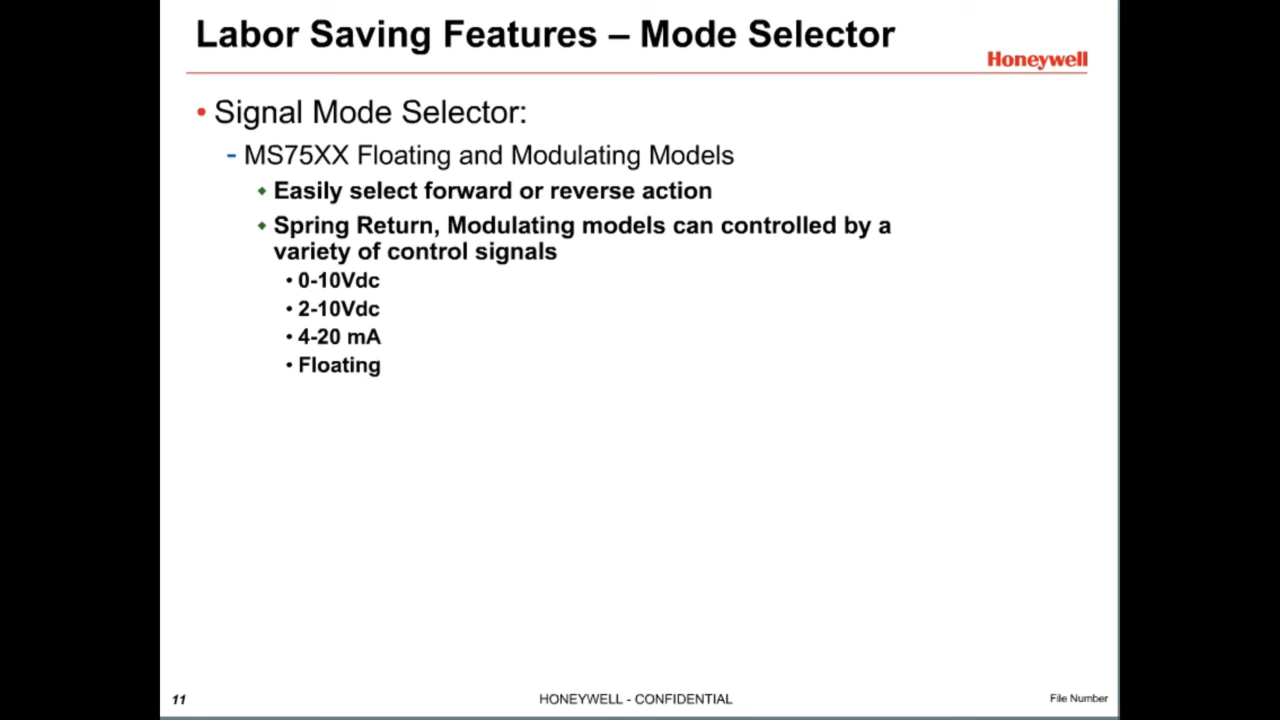 Labor Saving Features – Mode Selector
Honeywell
• Signal Mode Selector:
- MS75XX Floating and Modulating Models
◆ Easily select forward or reverse action
◆ Spring Return, Modulating models can controlled by a
variety of control signals
• 0-10Vdc
• 2-10Vdc
• 4-20 mA
• Floating
11
HONEYWELL - CONFIDENTIAL
File Number